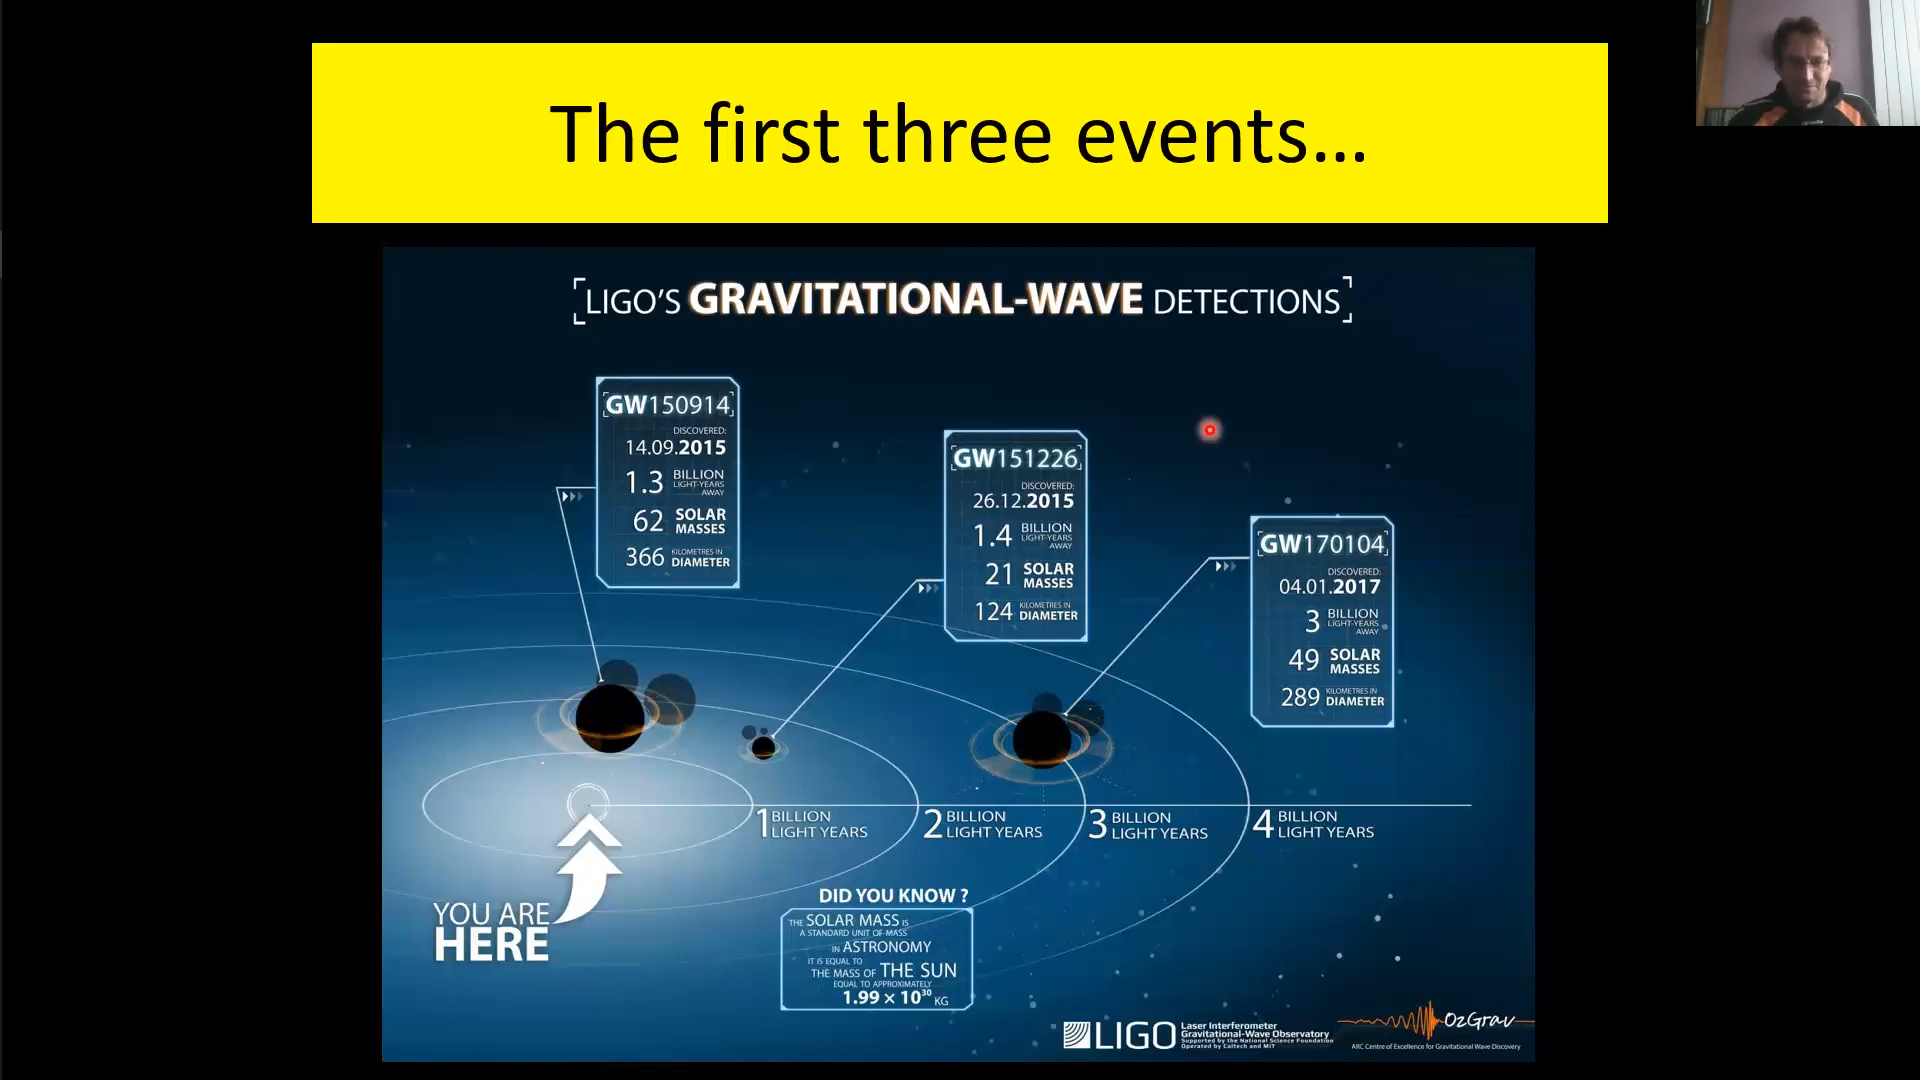 The first three events...
LIGO'S GRAVITATIONAL-WAVE DETECTIONS
GW150914
DISCOVERED:
14.09.2015
1.3 BILLION LIGHT-YEARS AWAY
62 SOLAR MASSES
366 KILOMETRES IN DIAMETER
GW151226
DISCOVERED:
26.12.2015
1.4 BILLION LIGHT-YEARS AWAY
21 SOLAR MASSES
124 KILOMETRES IN DIAMETER
GW170104
DISCOVERED:
04.01.2017
3 BILLION LIGHT-YEARS AWAY
49 SOLAR MASSES
289 KILOMETRES IN DIAMETER
1 BILLION LIGHT YEARS
2 BILLION LIGHT YEARS
3 BILLION LIGHT YEARS
4 BILLION LIGHT YEARS
YOU ARE
HERE
DID YOU KNOW ?
THE SOLAR MASS IS
A STANDARD UNIT OF MASS
IN ASTRONOMY
IT IS EQUAL TO
THE MASS OF THE SUN
EQUAL TO APPROXIMATELY
1.99 × 10³⁰ KG
LIGO
Laser Interferometer
Gravitational-Wave Observatory
Supported by the National Science Foundation
Operated by Caltech and MIT
OzGrav
ARC Centre of Excellence for Gravitational Wave Discovery